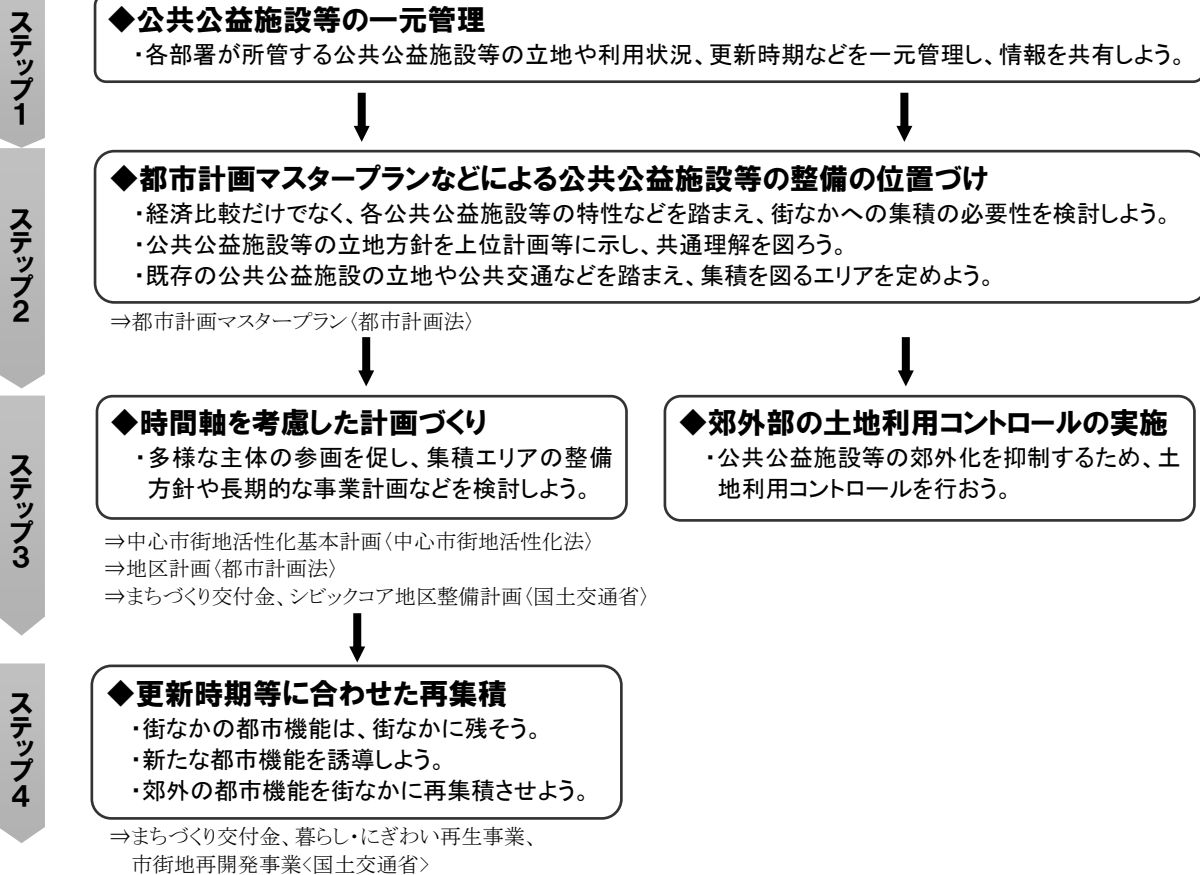 ステップ1
◆公共公益施設等の一元管理
・各部署が所管する公共公益施設等の立地や利用状況、更新時期などを一元管理し、情報を共有しよう。
ステップ2
◆都市計画マスタープランなどによる公共公益施設等の整備の位置づけ
・経済比較だけでなく、各公共公益施設等の特性などを踏まえ、街なかへの集積の必要性を検討しよう。
・公共公益施設等の立地方針を上位計画等に示し、共通理解を図ろう。
・既存の公共公益施設の立地や公共交通などを踏まえ、集積を図るエリアを定めよう。
⇒都市計画マスタープラン〈都市計画法〉
ステップ3
◆時間軸を考慮した計画づくり
・多様な主体の参画を促し、集積エリアの整備
方針や長期的な事業計画などを検討しよう。
⇒中心市街地活性化基本計画〈中心市街地活性化法〉
⇒地区計画〈都市計画法〉
⇒まちづくり交付金、シビックコア地区整備計画〈国土交通省〉
◆郊外部の土地利用コントロールの実施
・公共公益施設等の郊外化を抑制するため、土
地利用コントロールを行おう。
ステップ4
◆更新時期等に合わせた再集積
・街なかの都市機能は、街なかに残そう。
・新たな都市機能を誘導しよう。
・郊外の都市機能を街なかに再集積させよう。
⇒まちづくり交付金、暮らし・にぎわい再生事業、
市街地再開発事業〈国土交通省〉